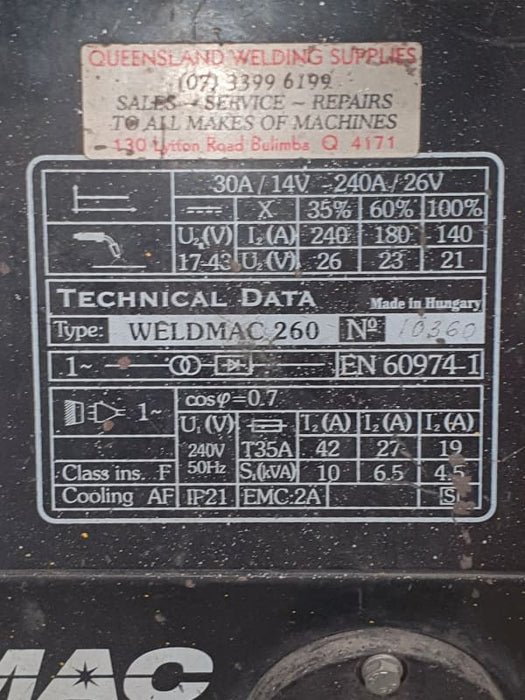 QUEENSLAND WELDING SUPPLIES
(07) 3399 6199
SALES - SERVICE ~ REPAIRS
TO ALL MAKES OF MACHINES
130 Lytton Road Bulimba Q 4171
30A/14V -240A/26V
X 35% 60% 100%
U₀(V) I₂(A) 240 180 140
17-43 U₂(V) 26 23 21
TECHNICAL DATA Made in Hungary
Type: WELDMAC 260 Nº 10360
1~ EN 60974-1
1~ cosφ=0.7
U₁(V) I₂(A) I₂(A) I₂(A)
240V T35A 42 27 19
Class ins. F 50Hz S₁(kVA) 10 6.5 4.5
Cooling AF IP21 EMC:2A S
MAC